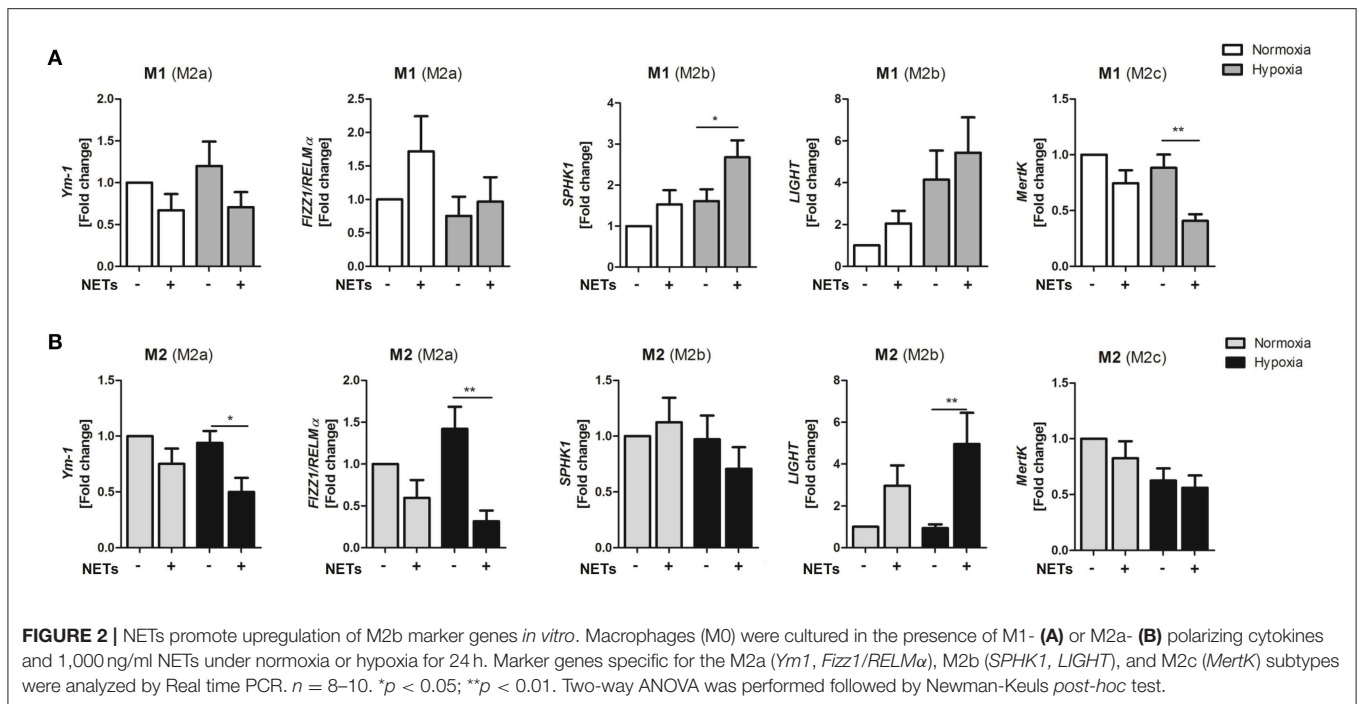 A
M1 (M2a)
M1 (M2a)
M1 (M2b)
M1 (M2b)
M1 (M2c)
Normoxia
Hypoxia
Ym-1
[Fold change]
2.0
1.5
1.0
0.5
0.0
NETs - + - +
FIZZ1/RELMα
[Fold change]
2.5
2.0
1.5
1.0
0.5
0.0
- + - +
SPHK1
[Fold change]
4
3
2
1
0
*
NETs - + - +
LIGHT
[Fold change]
8
6
4
2
0
NETs - + - +
MertK
[Fold change]
1.5
1.0
0.5
0.0
**
NETs - + - +
B
M2 (M2a)
M2 (M2a)
M2 (M2b)
M2 (M2b)
M2 (M2c)
Normoxia
Hypoxia
Ym-1
[Fold change]
1.5
1.0
0.5
0.0
*
NETs - + - +
FIZZ1/RELMα
[Fold change]
2.0
1.5
1.0
0.5
0.0
**
NETs - + - +
SPHK1
[Fold change]
1.5
1.0
0.5
0.0
NETs - + - +
LIGHT
[Fold change]
8
6
4
2
0
**
NETs - + - +
MertK
[Fold change]
1.5
1.0
0.5
0.0
NETs - + - +
FIGURE 2 | NETs promote upregulation of M2b marker genes in vitro. Macrophages (M0) were cultured in the presence of M1- (A) or M2a- (B) polarizing cytokines
and 1,000 ng/ml NETs under normoxia or hypoxia for 24 h. Marker genes specific for the M2a (Ym1, Fizz1/RELMα), M2b (SPHK1, LIGHT), and M2c (MertK) subtypes
were analyzed by Real time PCR. n = 8–10. *p < 0.05; **p < 0.01. Two-way ANOVA was performed followed by Newman-Keuls post-hoc test.